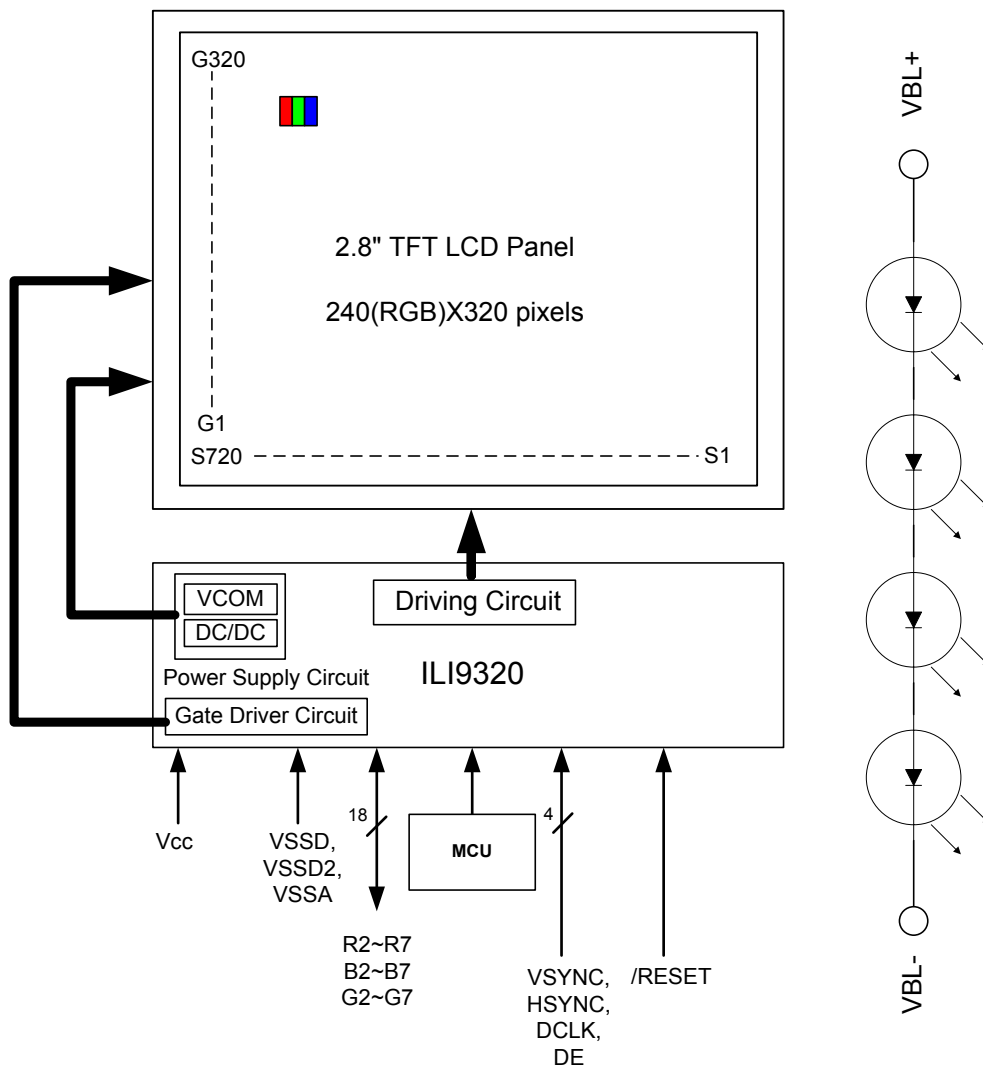 G320
2.8" TFT LCD Panel
240(RGB)X320 pixels
G1
S720
S1
VCOM
DC/DC
Power Supply Circuit
Gate Driver Circuit
Driving Circuit
ILI9320
Vcc
VSSD,
VSSD2,
VSSA
18
R2~R7
B2~B7
G2~G7
MCU
4
VSYNC,
HSYNC,
DCLK,
DE
/RESET
VBL+
VBL-